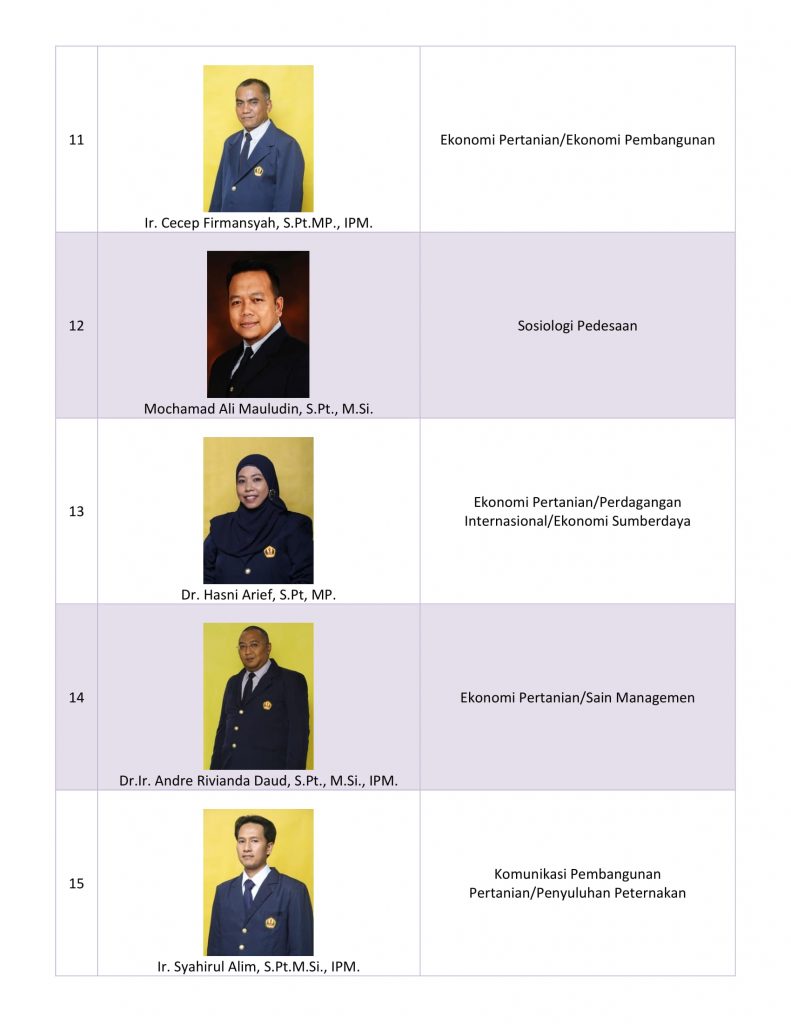 11
Ir. Cecep Firmansyah, S.Pt.MP., IPM.
Ekonomi Pertanian/Ekonomi Pembangunan
12
Mochamad Ali Mauludin, S.Pt., M.Si.
Sosiologi Pedesaan
13
Dr. Hasni Arief, S.Pt, MP.
Ekonomi Pertanian/Perdagangan
Internasional/Ekonomi Sumberdaya
14
Dr.Ir. Andre Rivianda Daud, S.Pt., M.Si., IPM.
Ekonomi Pertanian/Sain Managemen
15
Ir. Syahirul Alim, S.Pt.M.Si., IPM.
Komunikasi Pembangunan
Pertanian/Penyuluhan Peternakan